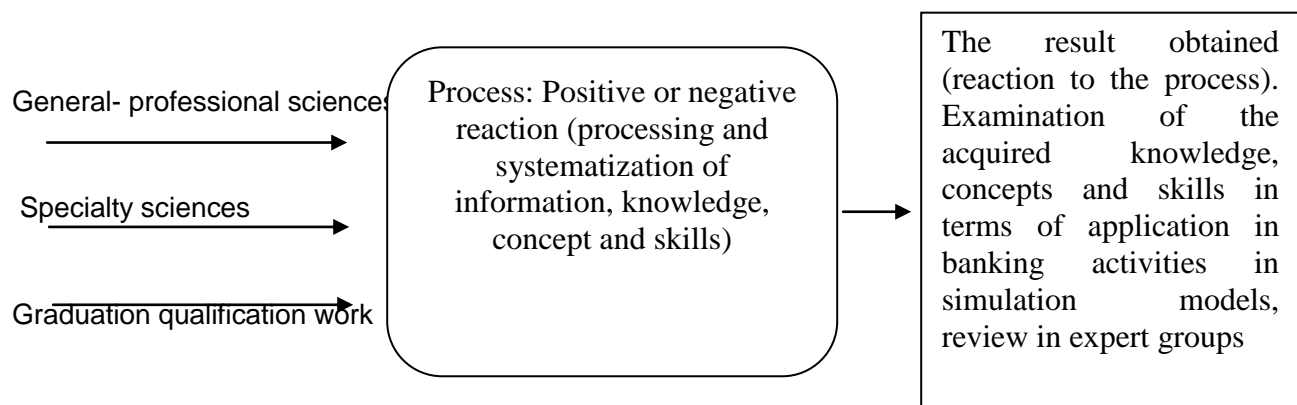 General- professional sciences
Specialty sciences
Graduation qualification work
Process: Positive or negative
reaction (processing and
systematization of
information, knowledge,
concept and skills)
The result obtained
(reaction to the process).
Examination of the
acquired knowledge,
concepts and skills in
terms of application in
banking activities in
simulation models,
review in expert groups